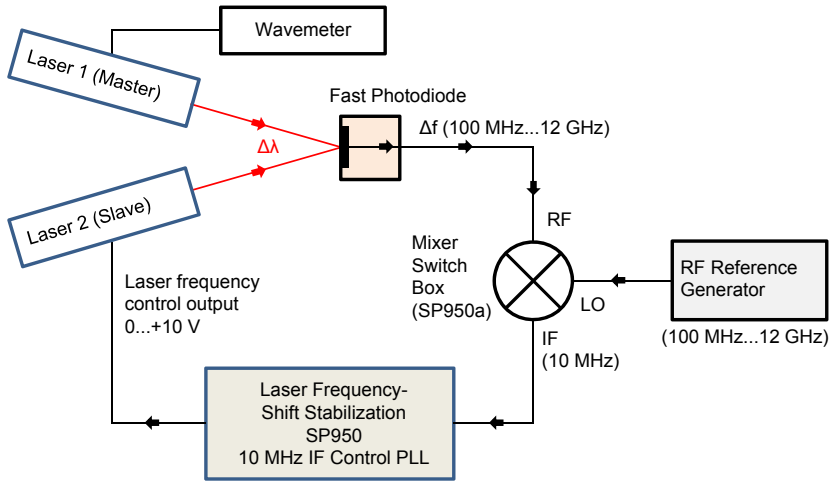 Wavemeter
Laser 1 (Master)
Fast Photodiode
Δf (100 MHz...12 GHz)
Δλ
Laser 2 (Slave)
RF
Mixer
Switch
Box
(SP950a)
LO
RF Reference
Generator
(100 MHz...12 GHz)
IF
(10 MHz)
Laser frequency
control output
0...+10 V
Laser Frequency-
Shift Stabilization
SP950
10 MHz IF Control PLL